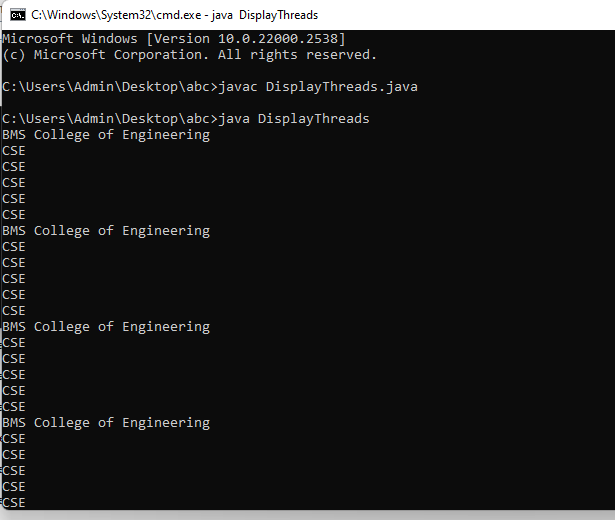 C:\Windows\System32\cmd.exe - java  DisplayThreads
Microsoft Windows [Version 10.0.22000.2538]
(c) Microsoft Corporation. All rights reserved.
C:\Users\Admin\Desktop\abc>javac DisplayThreads.java
C:\Users\Admin\Desktop\abc>java DisplayThreads
BMS College of Engineering
CSE
CSE
CSE
CSE
CSE
BMS College of Engineering
CSE
CSE
CSE
CSE
CSE
BMS College of Engineering
CSE
CSE
CSE
CSE
CSE
BMS College of Engineering
CSE
CSE
CSE
CSE
CSE